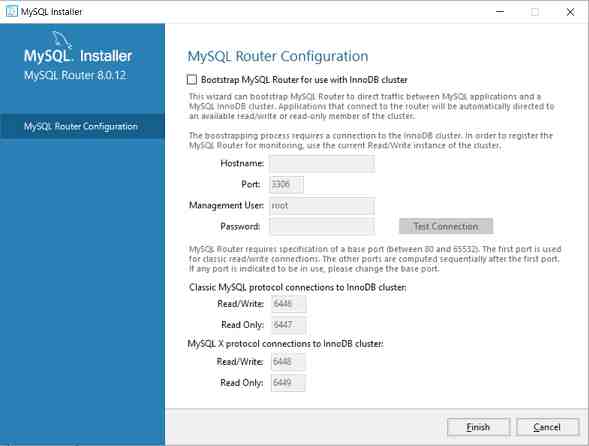 MySQL Installer
MySQL. Installer
MySQL Router 8.0.12
MySQL Router Configuration
MySQL Router Configuration
Bootstrap MySQL Router for use with InnoDB cluster
This wizard can bootstrap MySQL Router to direct traffic between MySQL applications and a
MySQL InnoDB cluster. Applications that connect to the router will be automatically directed to
an available read/write or read-only member of the cluster.
The boostrapping process requires a connection to the InnoDB cluster. In order to register the
MySQL Router for monitoring, use the current Read/Write instance of the cluster.
Hostname:
Port: 3306
Management User: root
Password: Test Connection
MySQL Router requires specification of a base port (between 80 and 65532). The first port is used
for classic read/write connections. The other ports are computed sequentially after the first port.
If any port is indicated to be in use, please change the base port.
Classic MySQL protocol connections to InnoDB cluster:
Read/Write: 6446
Read Only: 6447
MySQL X protocol connections to InnoDB cluster:
Read/Write: 6448
Read Only: 6449
Finish Cancel